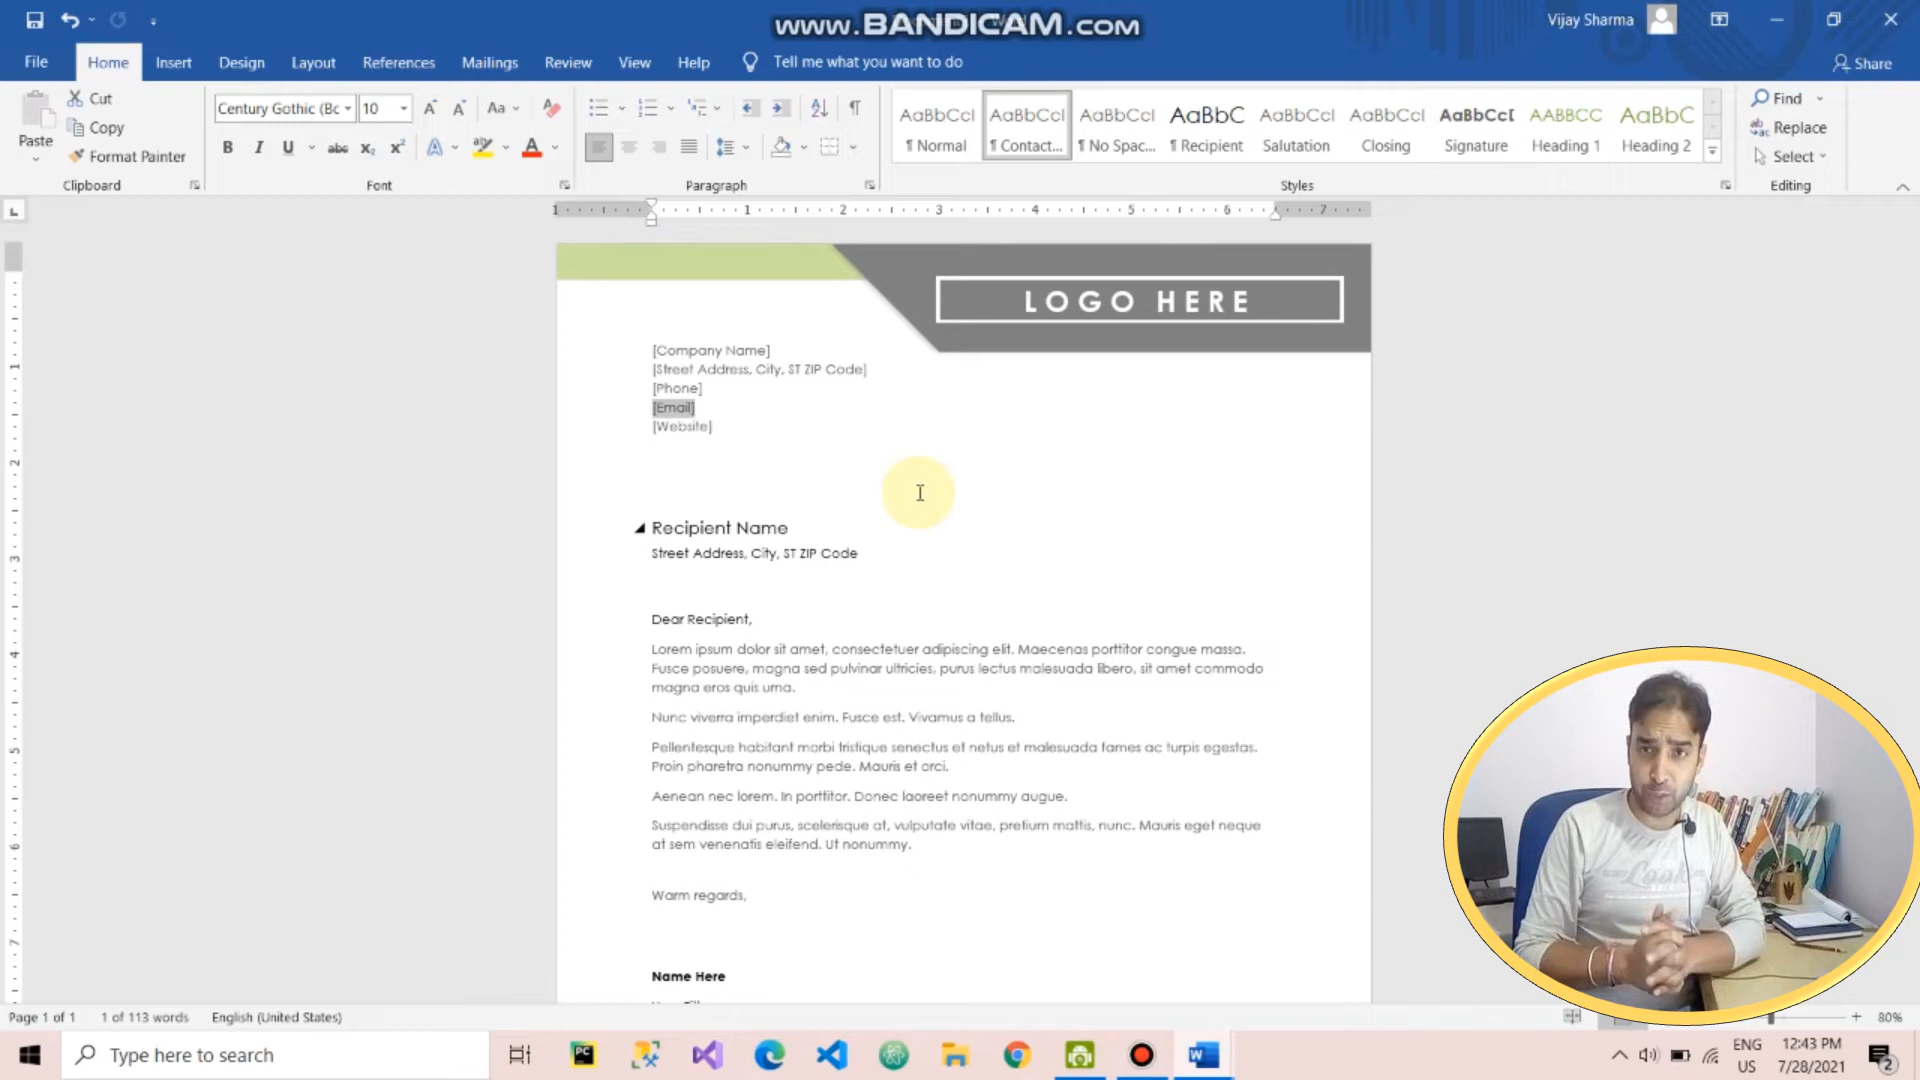 www.BANDICAM.com
Vijay Sharma
File Home Insert Design Layout References Mailings Review View Help Tell me what you want to do Share
Paste
Cut
Copy
Format Painter
Clipboard
Century Gothic (Bc 10
Font
Paragraph
AaBbCcI AaBbCcI AaBbCcI AaBbC AaBbCcI AaBbCcI AaBbCcI AABBCC AaBbC
¶ Normal ¶ Contact... ¶ No Spac... ¶ Recipient Salutation Closing Signature Heading 1 Heading 2
Styles
Find
Replace
Select
Editing
1 1 2 3 4 5 6 7
LOGO HERE
[Company Name]
[Street Address, City, ST ZIP Code]
[Phone]
[Email]
[Website]
Recipient Name
Street Address, City, ST ZIP Code
Dear Recipient,
Lorem ipsum dolor sit amet, consectetuer adipiscing elit. Maecenas porttitor congue massa.
Fusce posuere, magna sed pulvinar ultricies, purus lectus malesuada libero, sit amet commodo
magna eros quis urna.
Nunc viverra imperdiet enim. Fusce est. Vivamus a tellus.
Pellentesque habitant morbi tristique senectus et netus et malesuada fames ac turpis egestas.
Proin pharetra nonummy pede. Mauris et orci.
Aenean nec lorem. In porttitor. Donec laoreet nonummy augue.
Suspendisse dui purus, scelerisque at, vulputate vitae, pretium mattis, nunc. Mauris eget neque
at sem venenatis eleifend. Ut nonummy.
Warm regards,
Name Here
Page 1 of 1 1 of 113 words English (United States) 80%
Type here to search
ENG
US
12:43 PM
7/28/2021
2